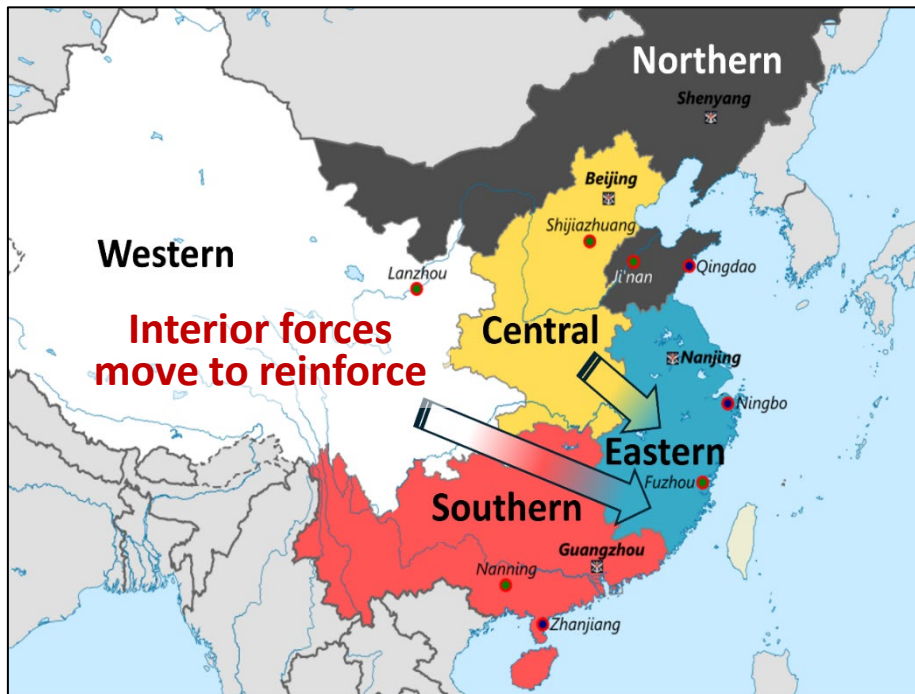 Northern
Shenyang
Beijing
Shijiazhuang
Western
Lanzhou
Ji'nan
Qingdao
Interior forces
move to reinforce
Central
Nanjing
Ningbo
Eastern
Fuzhou
Southern
Guangzhou
Nanning
Zhanjiang